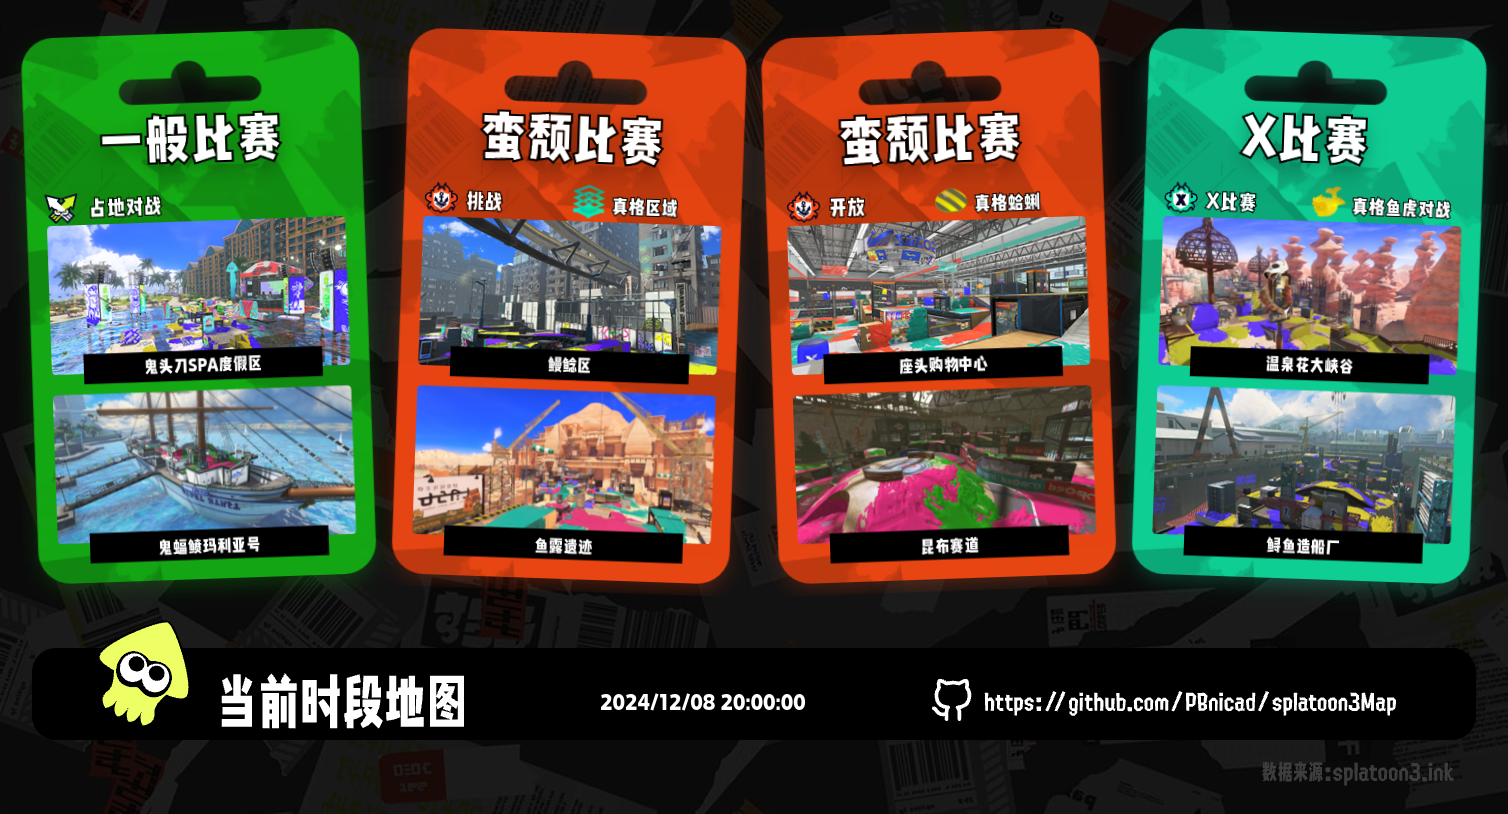 一般比赛
占地对战
鬼头刀SPA度假区
鬼蝠鲼玛利亚号
蛮颓比赛
挑战
真格区域
鳗鲶区
鱼露遗迹
蛮颓比赛
开放
真格蛤蜊
座头购物中心
昆布赛道
X比赛
X比赛
真格鱼虎对战
温泉花大峡谷
鲟鱼造船厂
当前时段地图
2024/12/08 20:00:00
https://github.com/PBnicad/splatoon3Map
数据来源:splatoon3.ink